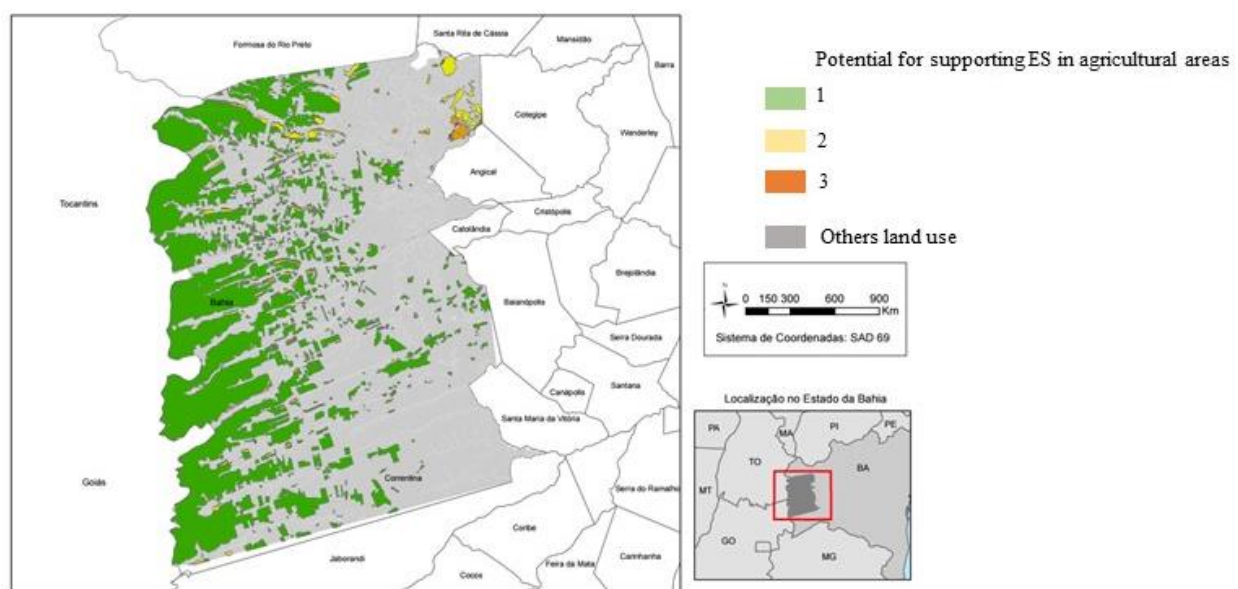 Formosa do Rio Preto
Santa Rita de Cássia
Mansidão
Barra
Cotegipe
Wanderley
Angical
Tocantins
Cristópolis
Catolândia
Brejolândia
Bahia
Baianópolis
Serra Dourada
Canápolis
Santana
Santa Maria da Vitória
Correntina
Goiás
Serra do Ramalho
Coribe
Jaborandi
Feira da Mata
Carinhanha
Cocos
Potential for supporting ES in agricultural areas
1
2
3
Others land use
N
0 150 300 600 900
Km
Sistema de Coordenadas: SAD 69
Localização no Estado da Bahia
PA
MA
PI
PE
TO
BA
MT
GO
MG